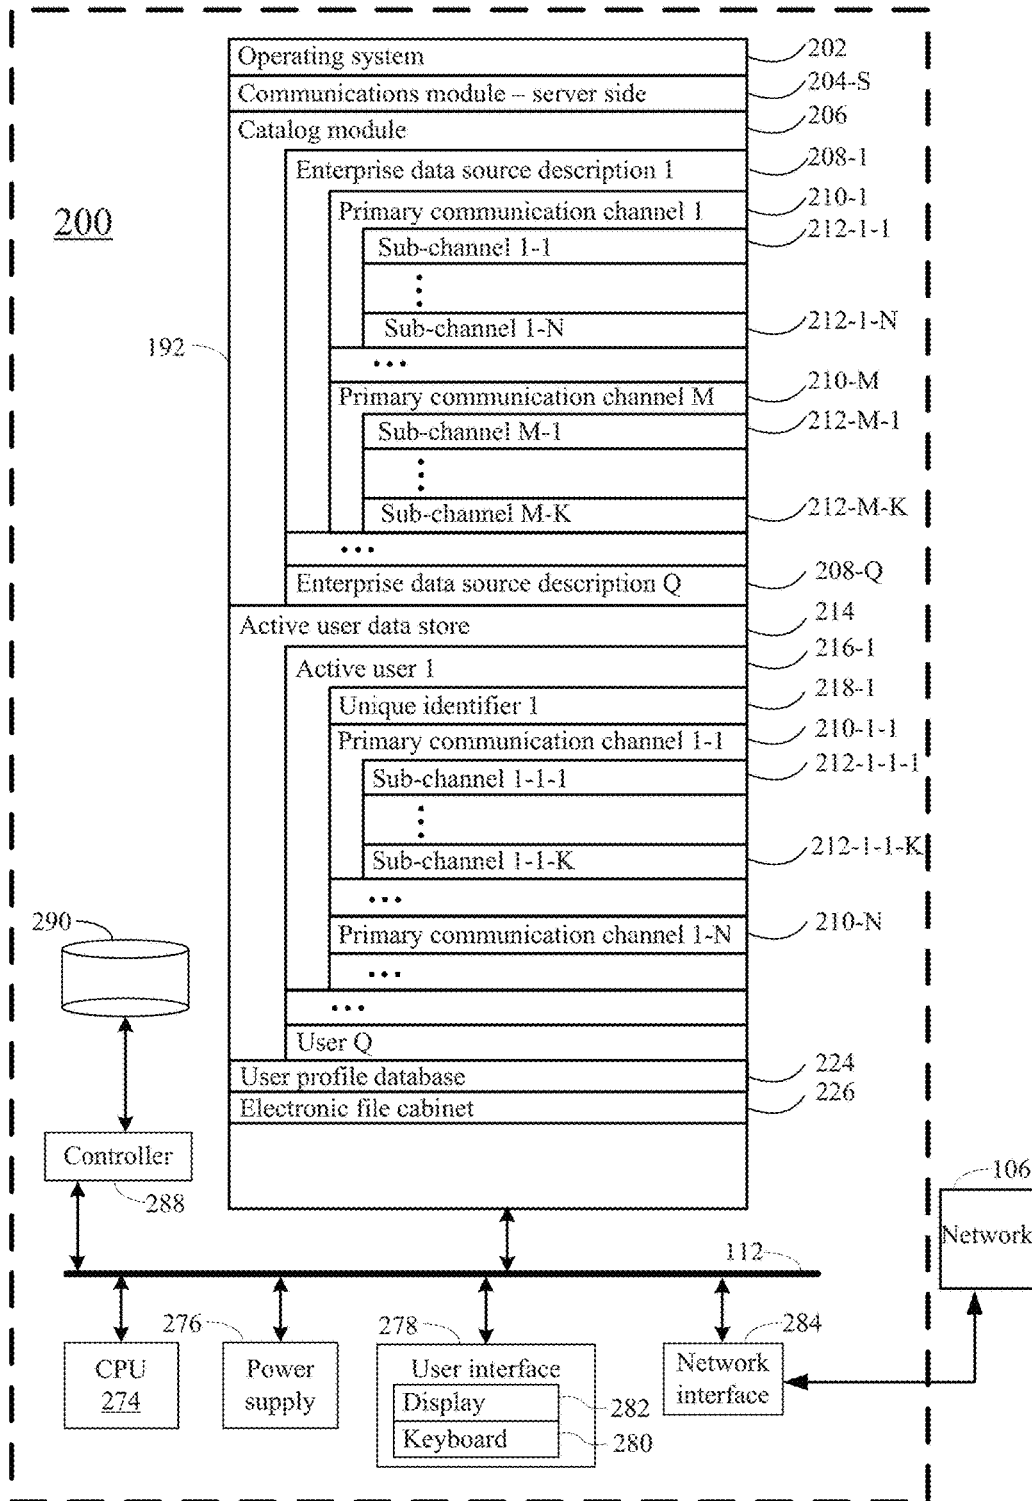 Operating system 202
Communications module – server side 204-S
Catalog module 206
Enterprise data source description 1 208-1
Primary communication channel 1 210-1
200
Sub-channel 1-1 212-1-1
Sub-channel 1-N 212-1-N
192
Primary communication channel M 210-M
Sub-channel M-1 212-M-1
Sub-channel M-K 212-M-K
Enterprise data source description Q 208-Q
Active user data store 214
Active user 1 216-1
Unique identifier 1 218-1
Primary communication channel 1-1 210-1-1
Sub-channel 1-1-1 212-1-1-1
Sub-channel 1-1-K 212-1-1-K
290
Primary communication channel 1-N 210-N
User Q
User profile database 224
Electronic file cabinet 226
Controller
288
106
Network
112
276
278
284
CPU
274
Power
supply
User interface
Display 282
Keyboard 280
Network
interface